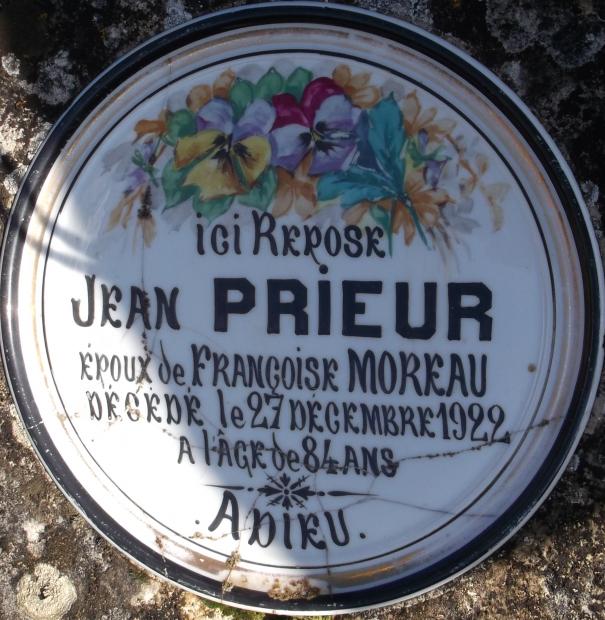 ici Repose
JEAN PRIEUR
époux de FRANÇOISE MOREAU
DÉCÉDÉ le 27 DÉCEMBRE 1922
A l'ÂGE de 84 ANS
.ADIEU.